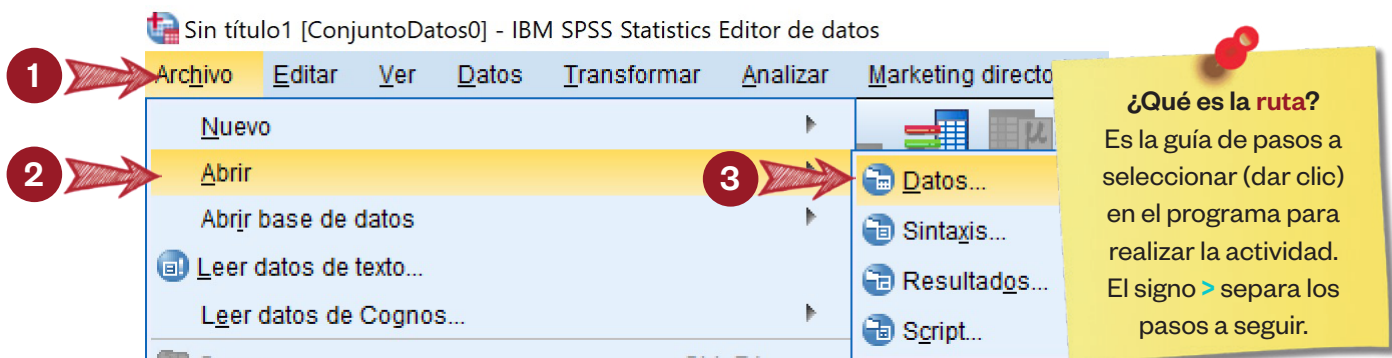 Sin título1 [ConjuntoDatos0] - IBM SPSS Statistics Editor de datos
1
Archivo Editar Ver Datos Transformar Analizar Marketing directo
Nuevo
2
Abrir
Abrir base de datos
Leer datos de texto...
Leer datos de Cognos...
3
Datos...
Sintaxis...
Resultados...
Script...
¿Qué es la ruta?
Es la guía de pasos a
seleccionar (dar clic)
en el programa para
realizar la actividad.
El signo > separa los
pasos a seguir.